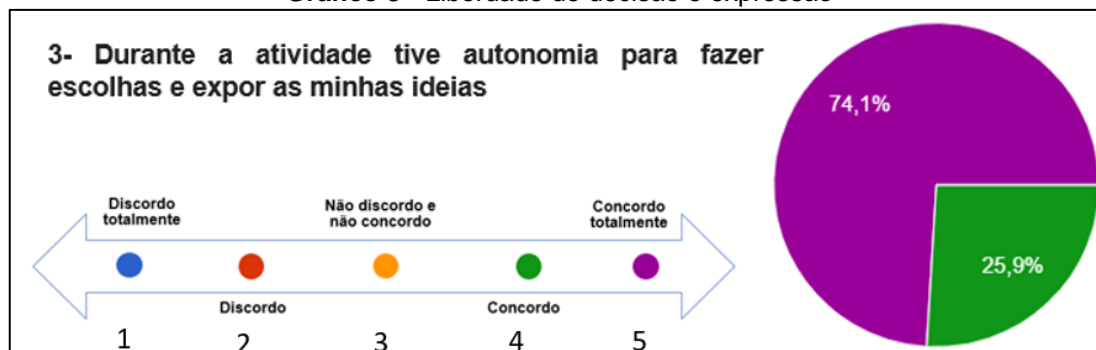 3- Durante a atividade tive autonomia para fazer
escolhas e expor as minhas ideias
74,1%
25,9%
Discordo
totalmente
Não discordo e
não concordo
Concordo
totalmente
Discordo
Concordo
1 2 3 4 5